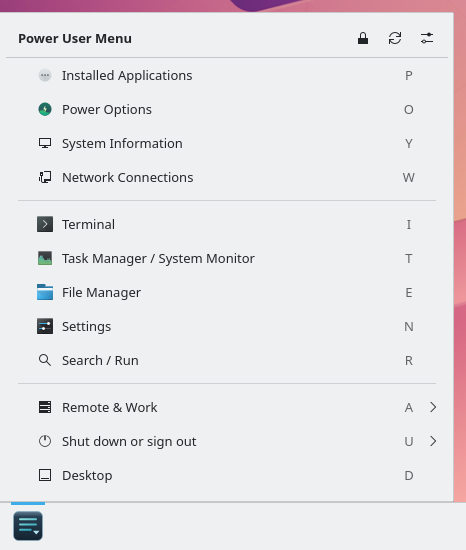 Power User Menu
Installed Applications P
Power Options O
System Information Y
Network Connections W
Terminal I
Task Manager / System Monitor T
File Manager E
Settings N
Search / Run R
Remote & Work A
Shut down or sign out U
Desktop D